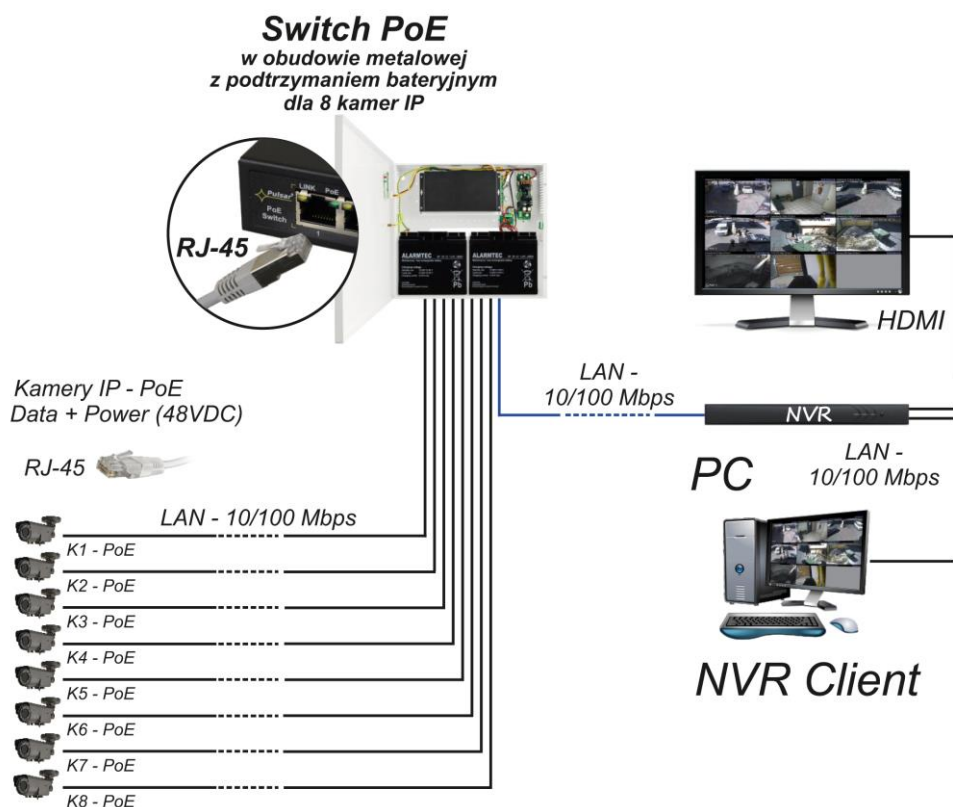 Switch PoE
w obudowie metalowej
z podtrzymaniem bateryjnym
dla 8 kamer IP
LINK PoE
Pulsar
PoE
Switch
1
RJ-45
ALARMTEC
ALARMTEC
Pb
Pb
HDMI
Kamery IP - PoE
Data + Power (48VDC)
RJ-45
LAN -
10/100 Mbps
NVR
LAN -
10/100 Mbps
PC
NVR Client
LAN - 10/100 Mbps
K1 - PoE
K2 - PoE
K3 - PoE
K4 - PoE
K5 - PoE
K6 - PoE
K7 - PoE
K8 - PoE